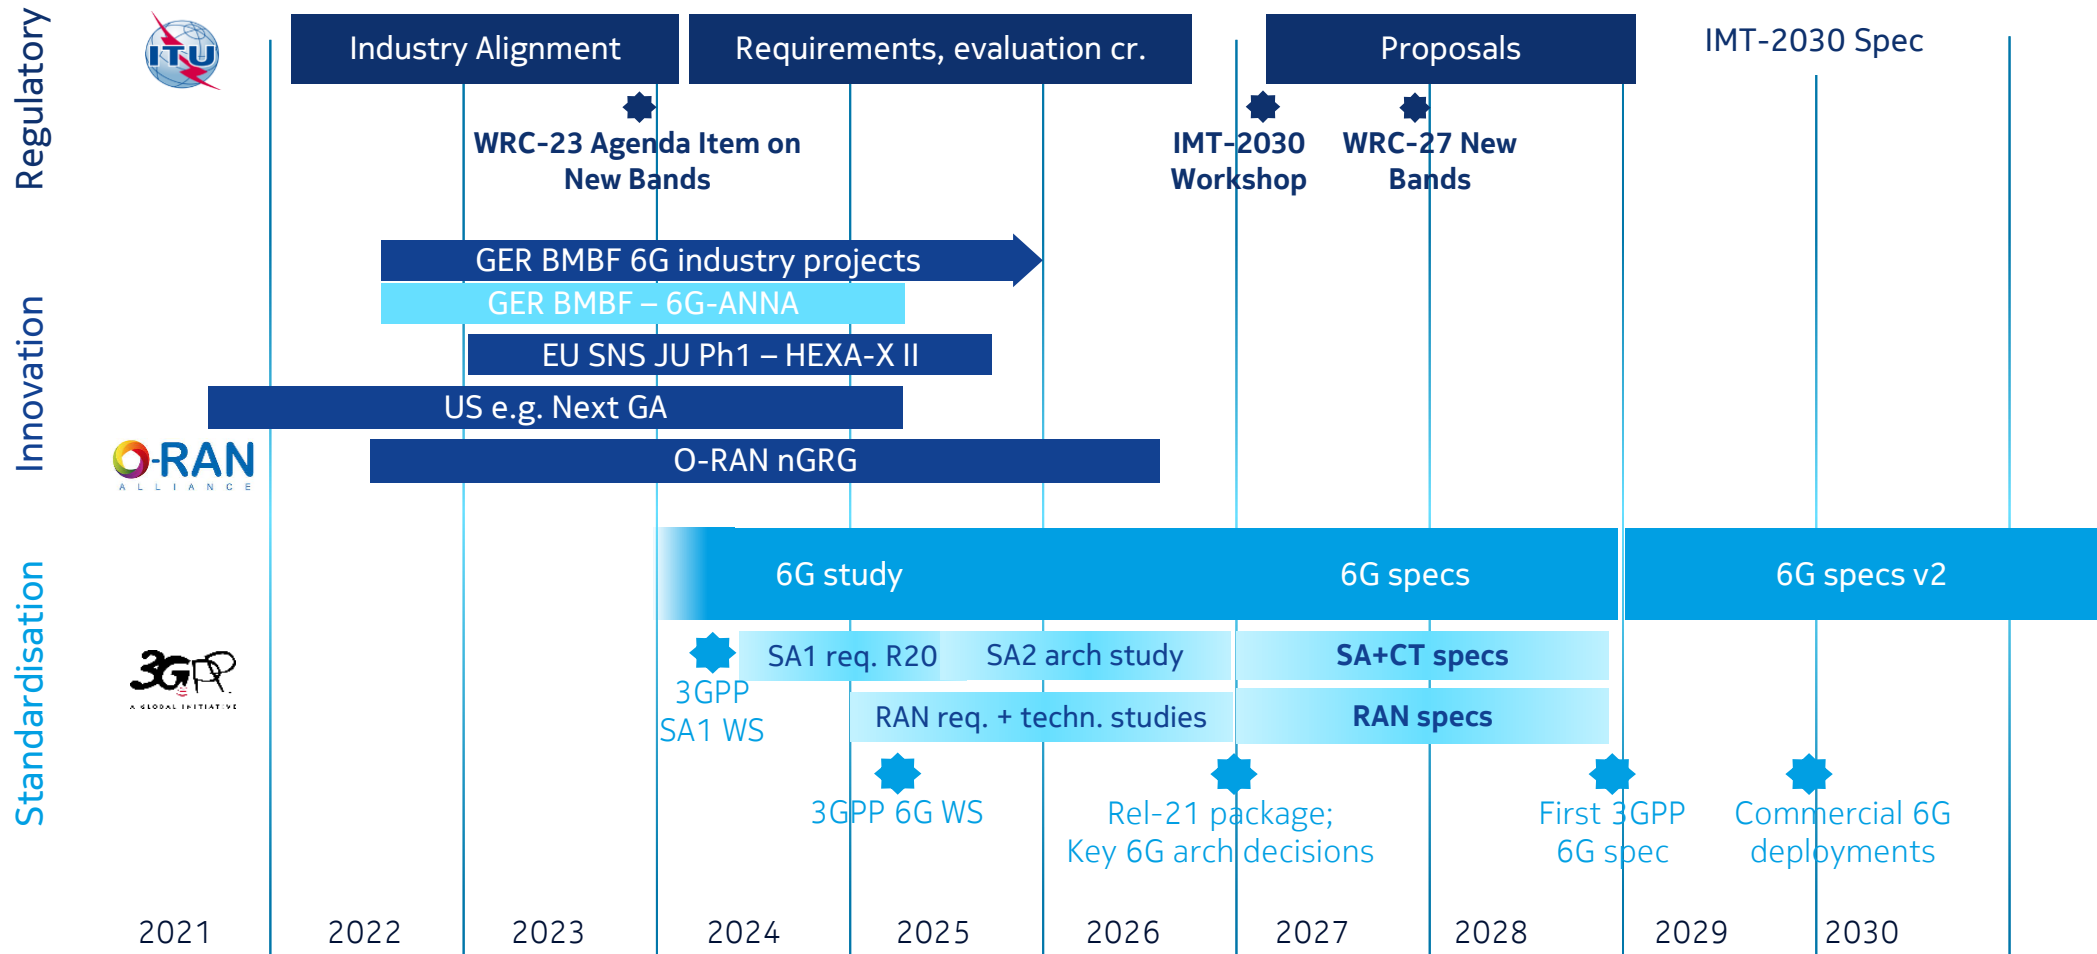 Regulatory
ITU
Industry Alignment
Requirements, evaluation cr.
Proposals
IMT-2030 Spec
WRC-23 Agenda Item on
New Bands
IMT-2030
Workshop
WRC-27 New
Bands
Innovation
GER BMBF 6G industry projects
GER BMBF – 6G-ANNA
EU SNS JU Ph1 – HEXA-X II
US e.g. Next GA
O-RAN
ALLIANCE
O-RAN nGRG
Standardisation
6G study
6G specs
6G specs v2
3GPP
A GLOBAL INITIATIVE
SA1 req. R20
SA2 arch study
SA+CT specs
3GPP
SA1 WS
RAN req. + techn. studies
RAN specs
3GPP 6G WS
Rel-21 package;
Key 6G arch decisions
First 3GPP
6G spec
Commercial 6G
deployments
2021
2022
2023
2024
2025
2026
2027
2028
2029
2030